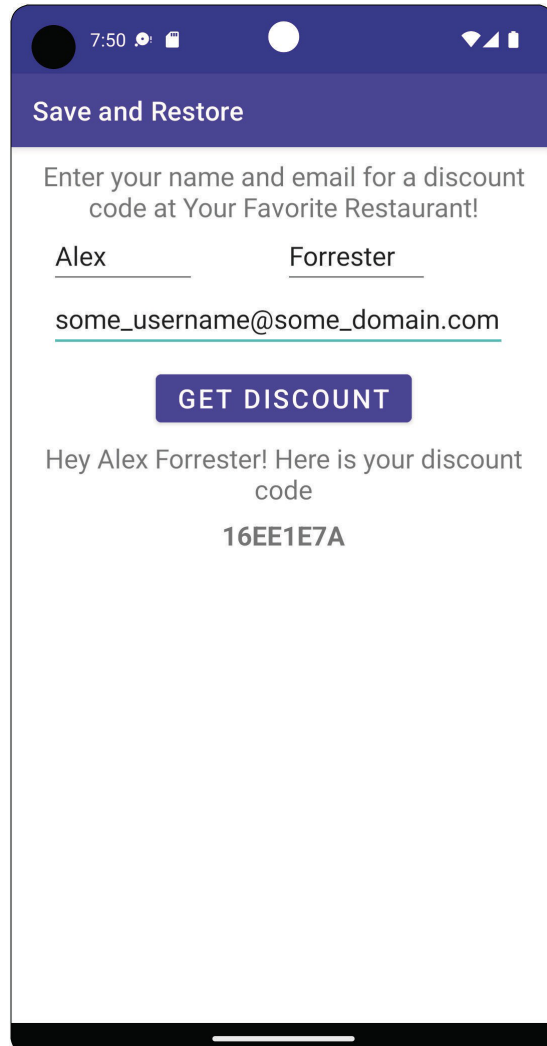 7:50
Save and Restore
Enter your name and email for a discount
code at Your Favorite Restaurant!
Alex Forrester
some_username@some_domain.com
GET DISCOUNT
Hey Alex Forrester! Here is your discount
code
16EE1E7A